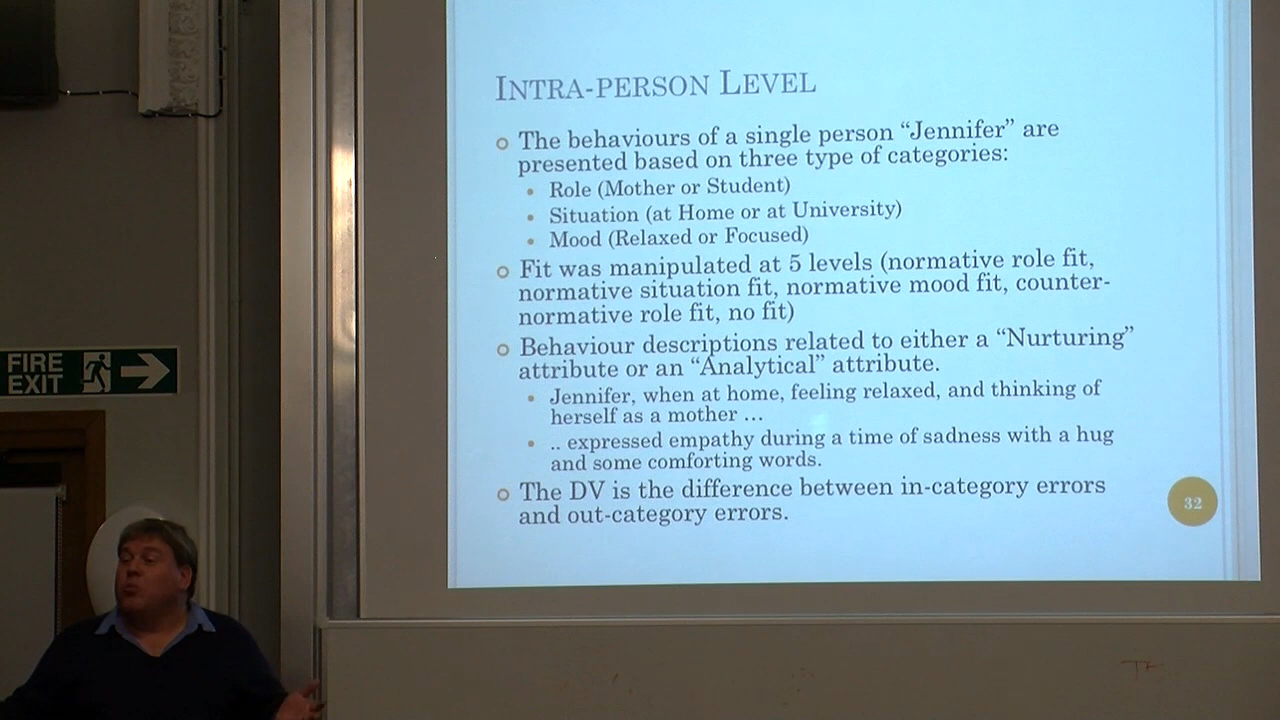 INTRA-PERSON LEVEL
The behaviours of a single person “Jennifer” are
presented based on three type of categories:
Role (Mother or Student)
Situation (at Home or at University)
Mood (Relaxed or Focused)
Fit was manipulated at 5 levels (normative role fit,
normative situation fit, normative mood fit, counter-
normative role fit, no fit)
Behaviour descriptions related to either a “Nurturing”
attribute or an “Analytical” attribute.
Jennifer, when at home, feeling relaxed, and thinking of
herself as a mother …
.. expressed empathy during a time of sadness with a hug
and some comforting words.
The DV is the difference between in-category errors
and out-category errors.
32
FIRE
EXIT